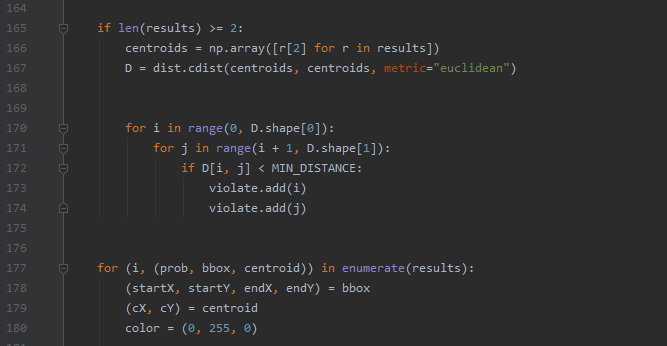 164
165 if len(results) >= 2:
166 centroids = np.array([r[2] for r in results])
167 D = dist.cdist(centroids, centroids, metric="euclidean")
168
169
170 for i in range(0, D.shape[0]):
171 for j in range(i + 1, D.shape[1]):
172 if D[i, j] < MIN_DISTANCE:
173 violate.add(i)
174 violate.add(j)
175
176
177 for (i, (prob, bbox, centroid)) in enumerate(results):
178 (startX, startY, endX, endY) = bbox
179 (cX, cY) = centroid
180 color = (0, 255, 0)